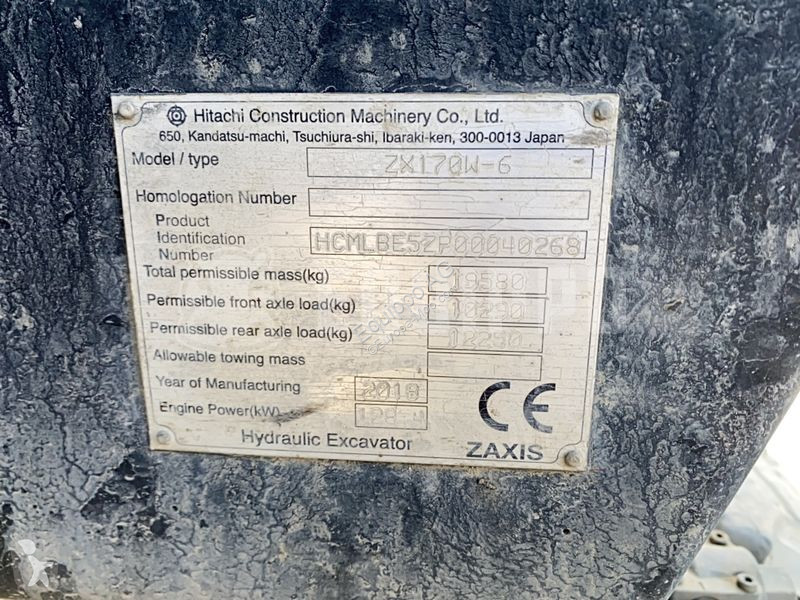 Hitachi Construction Machinery Co., Ltd.
650, Kandatsu-machi, Tsuchiura-shi, Ibaraki-ken, 300-0013 Japan
Model / type ZX170W-6
Homologation Number
Product
Identification HCMLBE5ZP00040268
Number
Total permissible mass(kg) 19580
Permissible front axle load(kg) 10290
Permissible rear axle load(kg) 12290
Allowable towing mass
Year of Manufacturing 2018
Engine Power(kW)
CE
Hydraulic Excavator ZAXIS